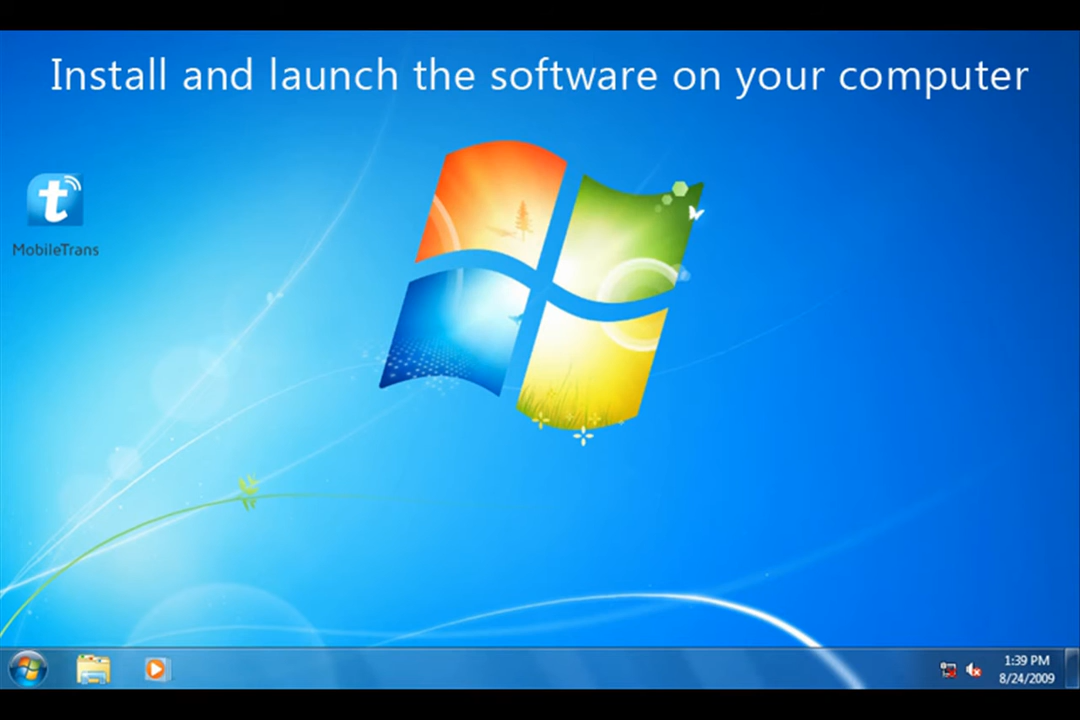 Install and launch the software on your computer
t
MobileTrans
1:39 PM
8/24/2009